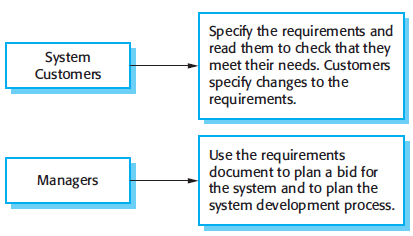 System
Customers
Specify the requirements and
read them to check that they
meet their needs. Customers
specify changes to the
requirements.
Managers
Use the requirements
document to plan a bid for
the system and to plan the
system development process.